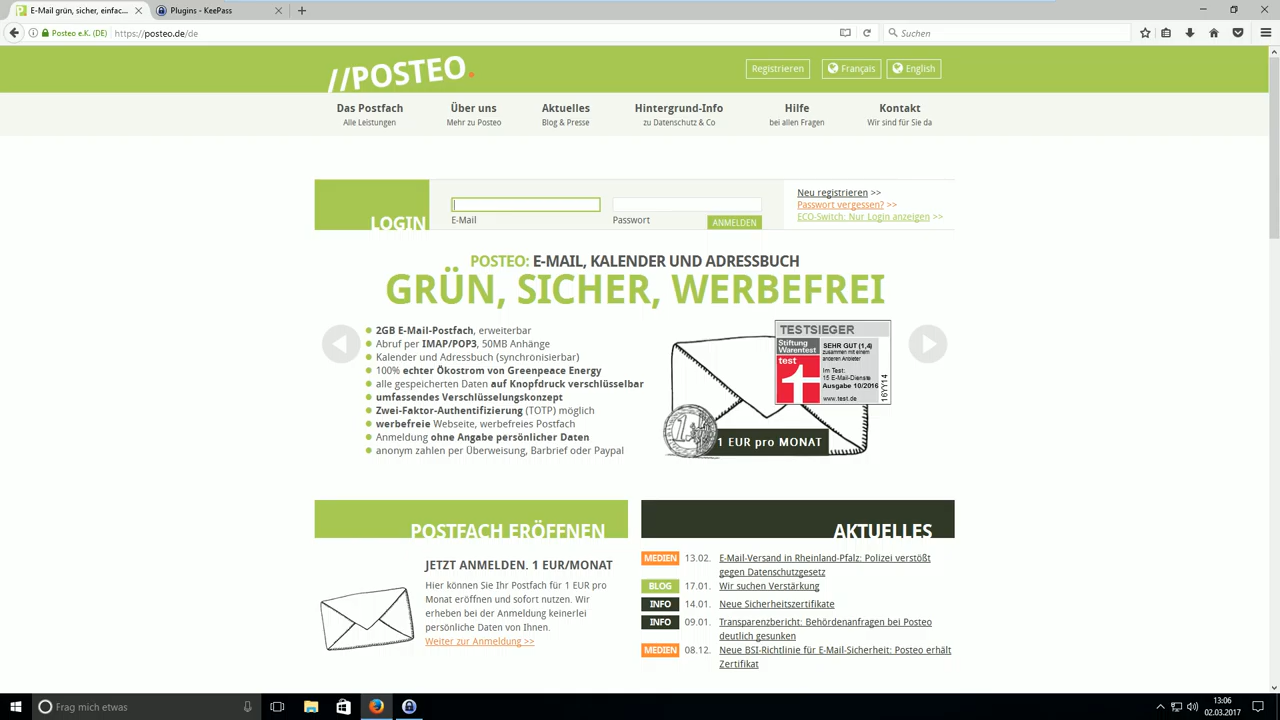 E-Mail grün, sicher, einfac...
Plugins - KeePass
Posteo e.K. (DE)
https://posteo.de/de
Suchen
//POSTEO.
Registrieren
Français
English
Das Postfach
Alle Leistungen
Über uns
Mehr zu Posteo
Aktuelles
Blog & Presse
Hintergrund-Info
zu Datenschutz & Co
Hilfe
bei allen Fragen
Kontakt
Wir sind für Sie da
LOGIN
E-Mail
Passwort
ANMELDEN
Neu registrieren >>
Passwort vergessen? >>
ECO-Switch: Nur Login anzeigen >>
POSTEO: E-MAIL, KALENDER UND ADRESSBUCH
GRÜN, SICHER, WERBEFREI
2GB E-Mail-Postfach, erweiterbar
Abruf per IMAP/POP3, 50MB Anhänge
Kalender und Adressbuch (synchronisierbar)
100% echter Ökostrom von Greenpeace Energy
alle gespeicherten Daten auf Knopfdruck verschlüsselbar
umfassendes Verschlüsselungskonzept
Zwei-Faktor-Authentifizierung (TOTP) möglich
werbefreie Webseite, werbefreies Postfach
Anmeldung ohne Angabe persönlicher Daten
anonym zahlen per Überweisung, Barbrief oder Paypal
TESTSIEGER
Stiftung
Warentest
test
SEHR GUT (1,4)
zusammen mit einem
anderen Anbieter
Im Test:
15 E-Mail-Dienste
Ausgabe 10/2016
www.test.de
16YY14
1 EUR pro MONAT
POSTFACH ERÖFFNEN
JETZT ANMELDEN. 1 EUR/MONAT
Hier können Sie Ihr Postfach für 1 EUR pro
Monat eröffnen und sofort nutzen. Wir
erheben bei der Anmeldung keinerlei
persönliche Daten von Ihnen.
Weiter zur Anmeldung >>
AKTUELLES
MEDIEN 13.02. E-Mail-Versand in Rheinland-Pfalz: Polizei verstößt
gegen Datenschutzgesetz
BLOG 17.01. Wir suchen Verstärkung
INFO 14.01. Neue Sicherheitszertifikate
INFO 09.01. Transparenzbericht: Behördenanfragen bei Posteo
deutlich gesunken
MEDIEN 08.12. Neue BSI-Richtlinie für E-Mail-Sicherheit: Posteo erhält
Zertifikat
Frag mich etwas
13:06
02.03.2017